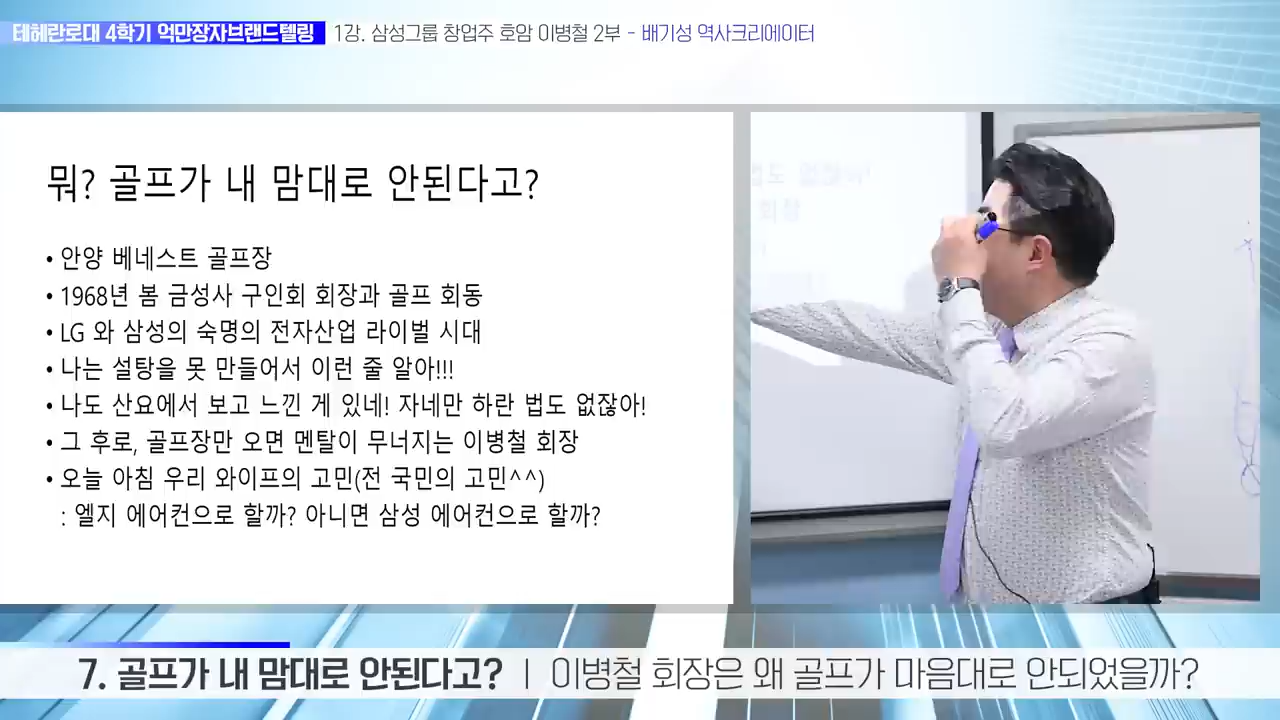 테헤란로대 4학기 억만장자브랜드텔링 1강. 삼성그룹 창업주 호암 이병철 2부 - 배기성 역사크리에이터
뭐? 골프가 내 맘대로 안된다고?
• 안양 베네스트 골프장
• 1968년 봄 금성사 구인회 회장과 골프 회동
• LG 와 삼성의 숙명의 전자산업 라이벌 시대
• 나는 설탕을 못 만들어서 이런 줄 알아!!!
• 나도 산요에서 보고 느낀 게 있네! 자네만 하란 법도 없잖아!
• 그 후로, 골프장만 오면 멘탈이 무너지는 이병철 회장
• 오늘 아침 우리 와이프의 고민(전 국민의 고민^^)
: 엘지 에어컨으로 할까? 아니면 삼성 에어컨으로 할까?
7. 골프가 내 맘대로 안된다고? | 이병철 회장은 왜 골프가 마음대로 안되었을까?